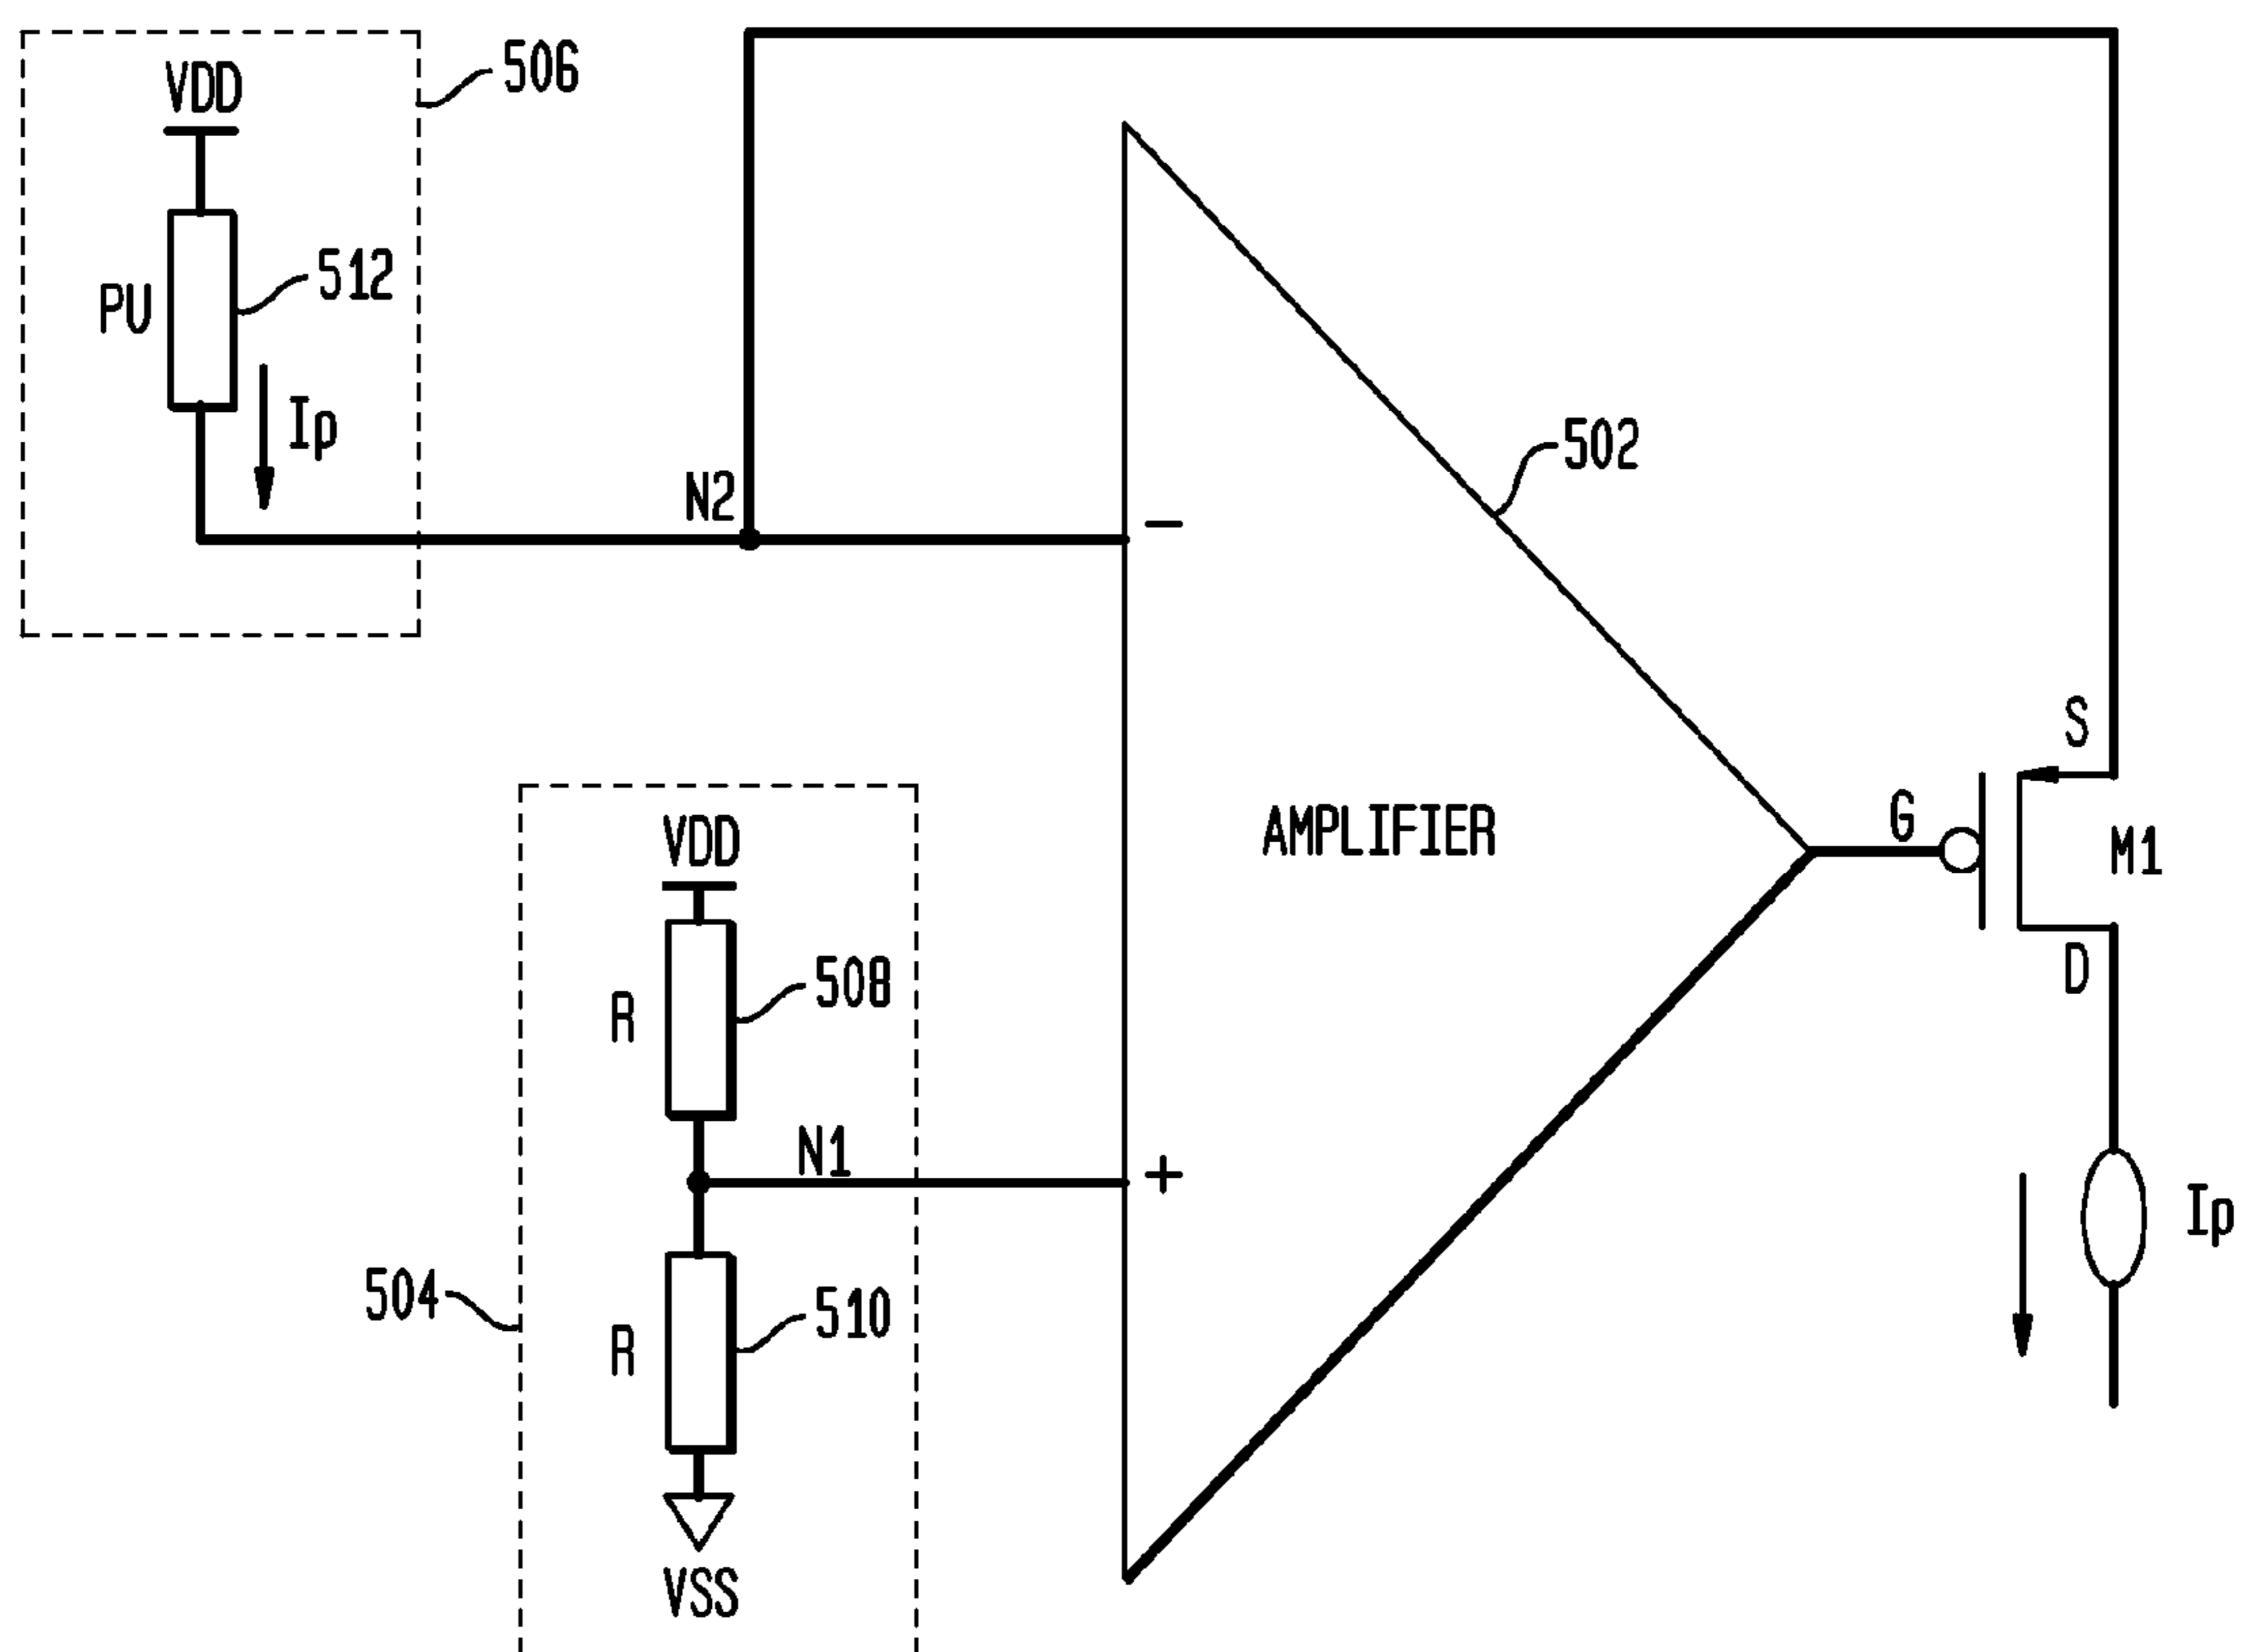 VDD
506
512
PU
Ip
N2
-
502
S
G
M1
D
AMPLIFIER
VDD
508
R
N1
+
Ip
504
510
R
VSS